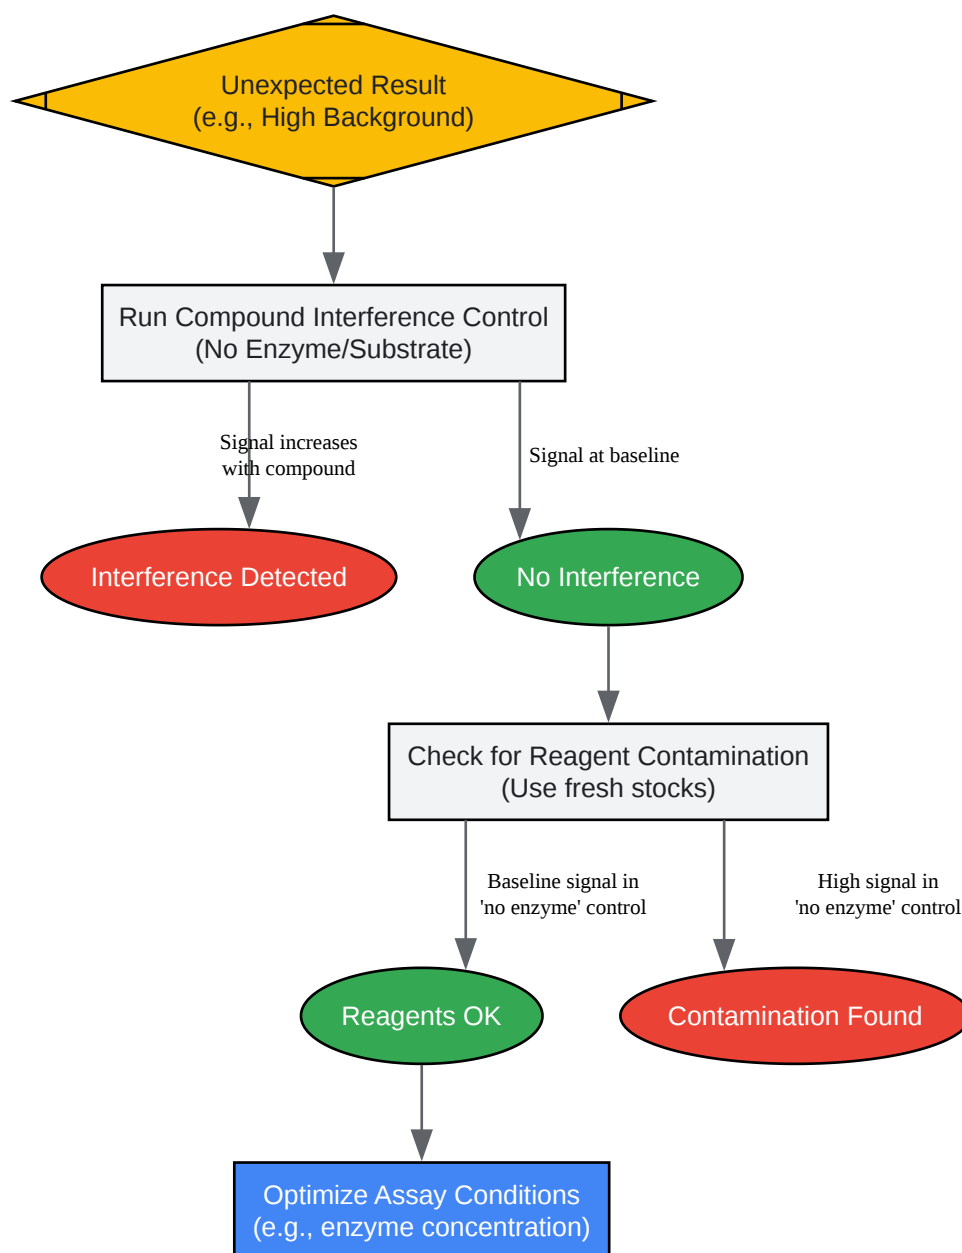 Unexpected Result
(e.g., High Background)
Run Compound Interference Control
(No Enzyme/Substrate)
Signal increases
with compound
Signal at baseline
Interference Detected
No Interference
Check for Reagent Contamination
(Use fresh stocks)
Baseline signal in
'no enzyme' control
High signal in
'no enzyme' control
Reagents OK
Contamination Found
Optimize Assay Conditions
(e.g., enzyme concentration)